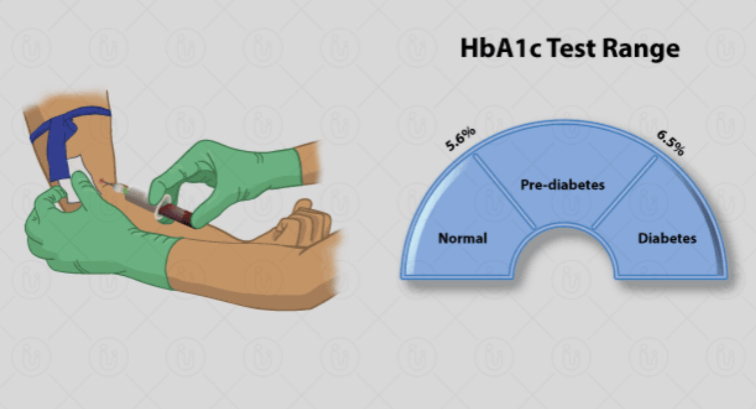 HbA1c Test Range
5.6%
6.5%
Pre-diabetes
Normal
Diabetes